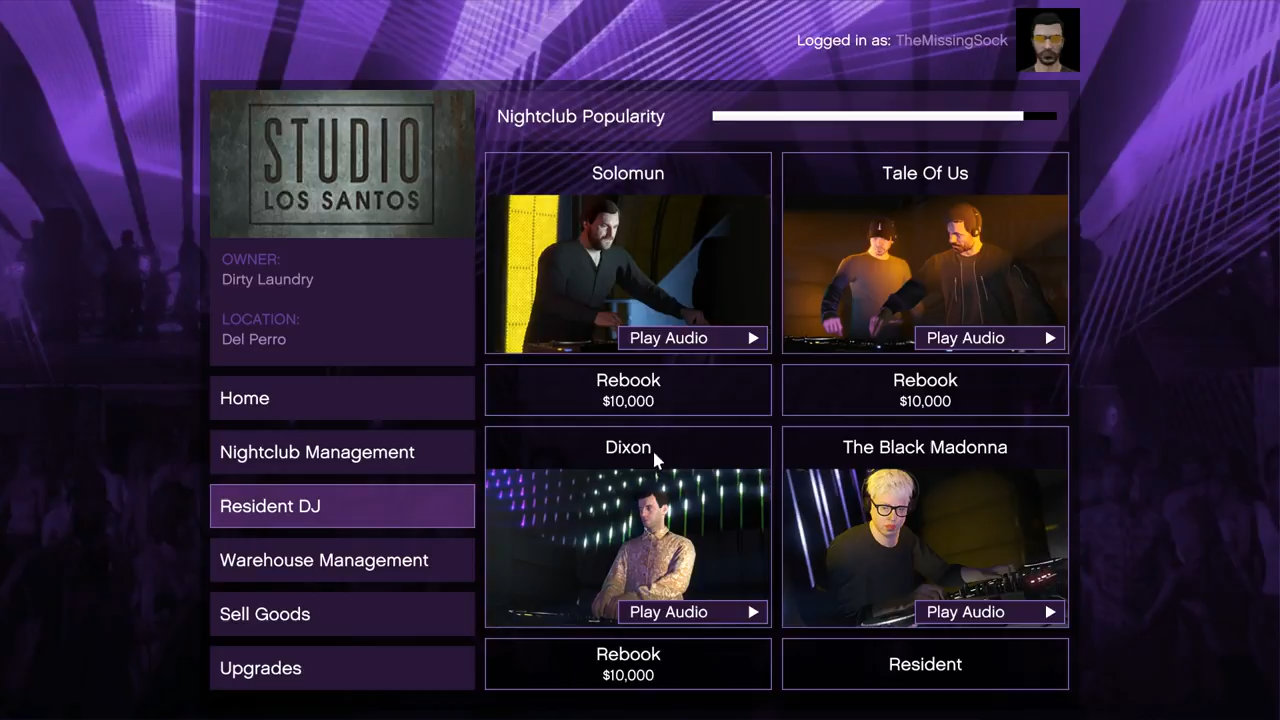 Logged in as: TheMissingSock
STUDIO
LOS SANTOS
OWNER:
Dirty Laundry
LOCATION:
Del Perro
Home
Nightclub Management
Resident DJ
Warehouse Management
Sell Goods
Upgrades
Nightclub Popularity
Solomun
Play Audio
Rebook
$10,000
Tale Of Us
Play Audio
Rebook
$10,000
Dixon
Play Audio
Rebook
$10,000
The Black Madonna
Play Audio
Resident